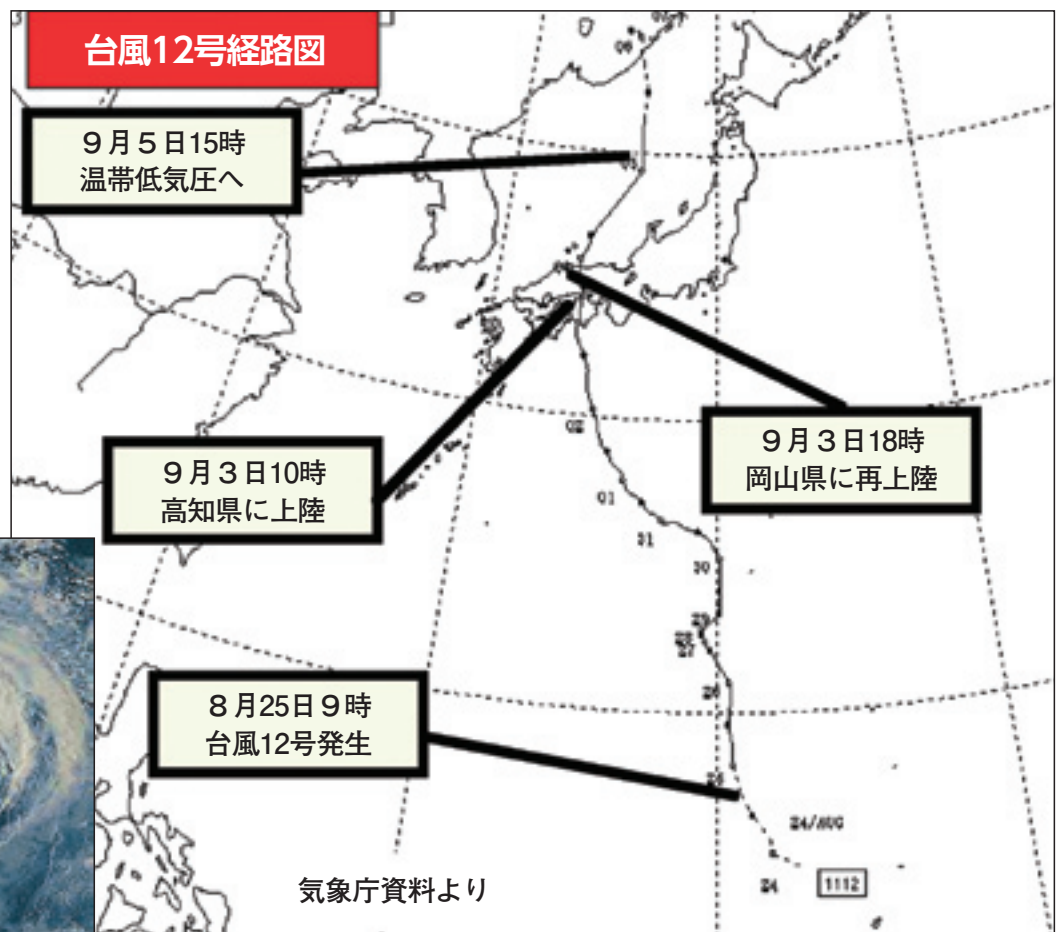 台風12号経路図
9月5日15時
温帯低気圧へ
9月3日18時
岡山県に再上陸
9月3日10時
高知県に上陸
02
01
31
30
29
28
27
26
8月25日9時
台風12号発生
25
24/AUG
24
1112
気象庁資料より